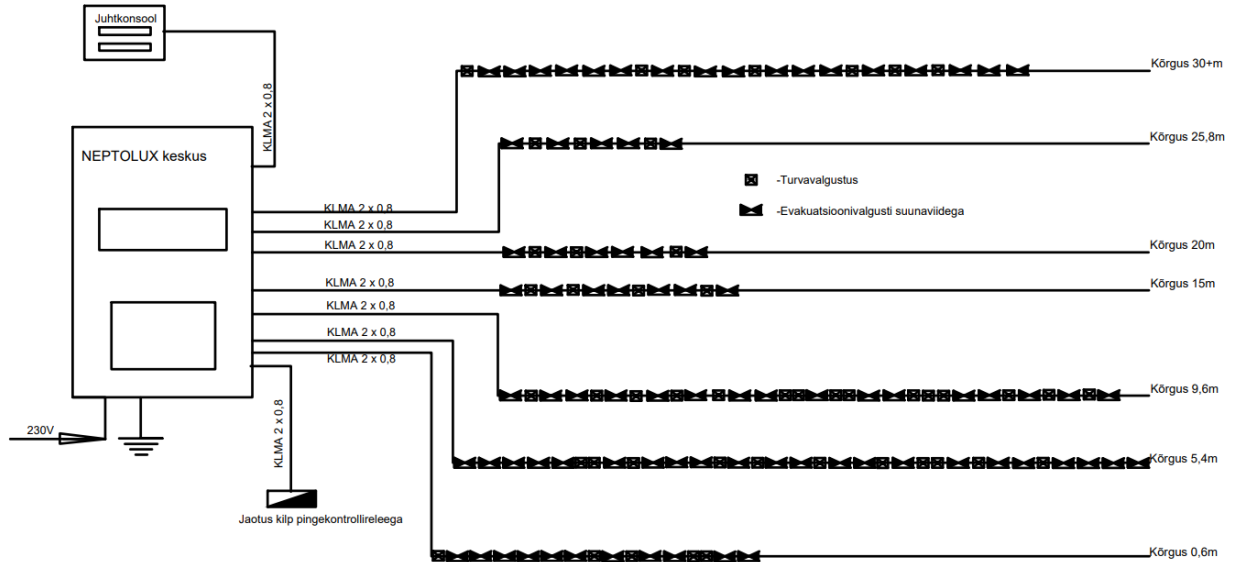 Juhtkonsool
KLMA 2 x 0,8
NEPTOLUX keskus
KLMA 2 x 0,8
KLMA 2 x 0,8
KLMA 2 x 0,8
KLMA 2 x 0,8
KLMA 2 x 0,8
KLMA 2 x 0,8
KLMA 2 x 0,8
KLMA 2 x 0,8
230V
Jaotus kilp pingekontrollireleega
-Turvavalgustus
-Evakuatsioonivalgusti suunaviidega
Kõrgus 30+m
Kõrgus 25,8m
Kõrgus 20m
Kõrgus 15m
Kõrgus 9,6m
Kõrgus 5,4m
Kõrgus 0,6m